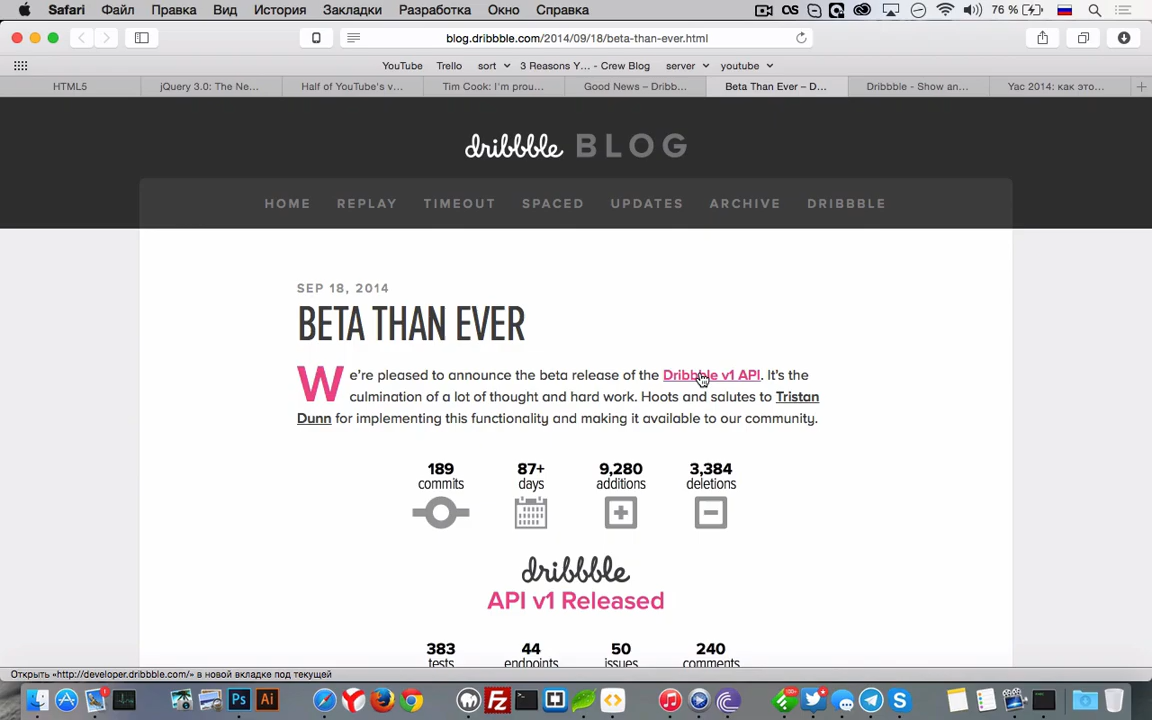 Safari Файл Правка Вид История Закладки Разработка Окно Справка 76 %
blog.dribbble.com/2014/09/18/beta-than-ever.html
YouTube Trello sort 3 Reasons Y... – Crew Blog server youtube
HTML5 jQuery 3.0: The Ne... Half of YouTube's v... Tim Cook: I'm prou... Good News – Dribb... Beta Than Ever – D... Dribbble - Show an... Yac 2014: как это...
dribbble BLOG
HOME REPLAY TIMEOUT SPACED UPDATES ARCHIVE DRIBBBLE
SEP 18, 2014
BETA THAN EVER
We're pleased to announce the beta release of the Dribbble v1 API. It's the
culmination of a lot of thought and hard work. Hoots and salutes to Tristan
Dunn for implementing this functionality and making it available to our community.
189 87+ 9,280 3,384
commits days additions deletions
dribbble
API v1 Released
383 44 50 240
tests endpoints issues comments
Открыть «http://developer.dribbble.com/» в новой вкладке под текущей
Ps Ai Fz